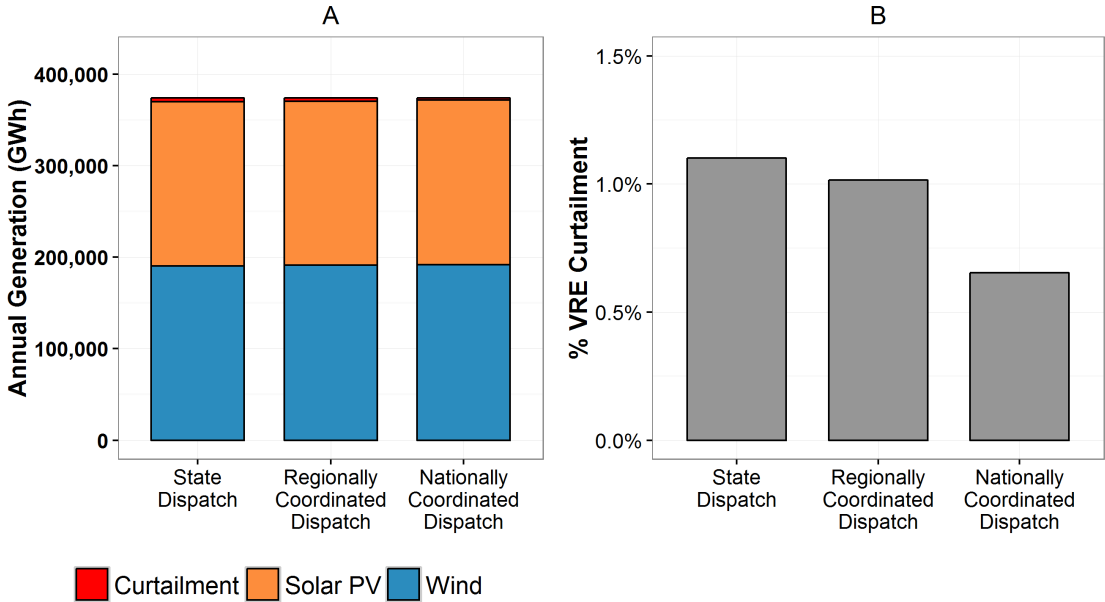 A
Annual Generation (GWh)
400,000
300,000
200,000
100,000
0
State
Dispatch
Regionally
Coordinated
Dispatch
Nationally
Coordinated
Dispatch
Curtailment
Solar PV
Wind
B
% VRE Curtailment
1.5%
1.0%
0.5%
0.0%
State
Dispatch
Regionally
Coordinated
Dispatch
Nationally
Coordinated
Dispatch